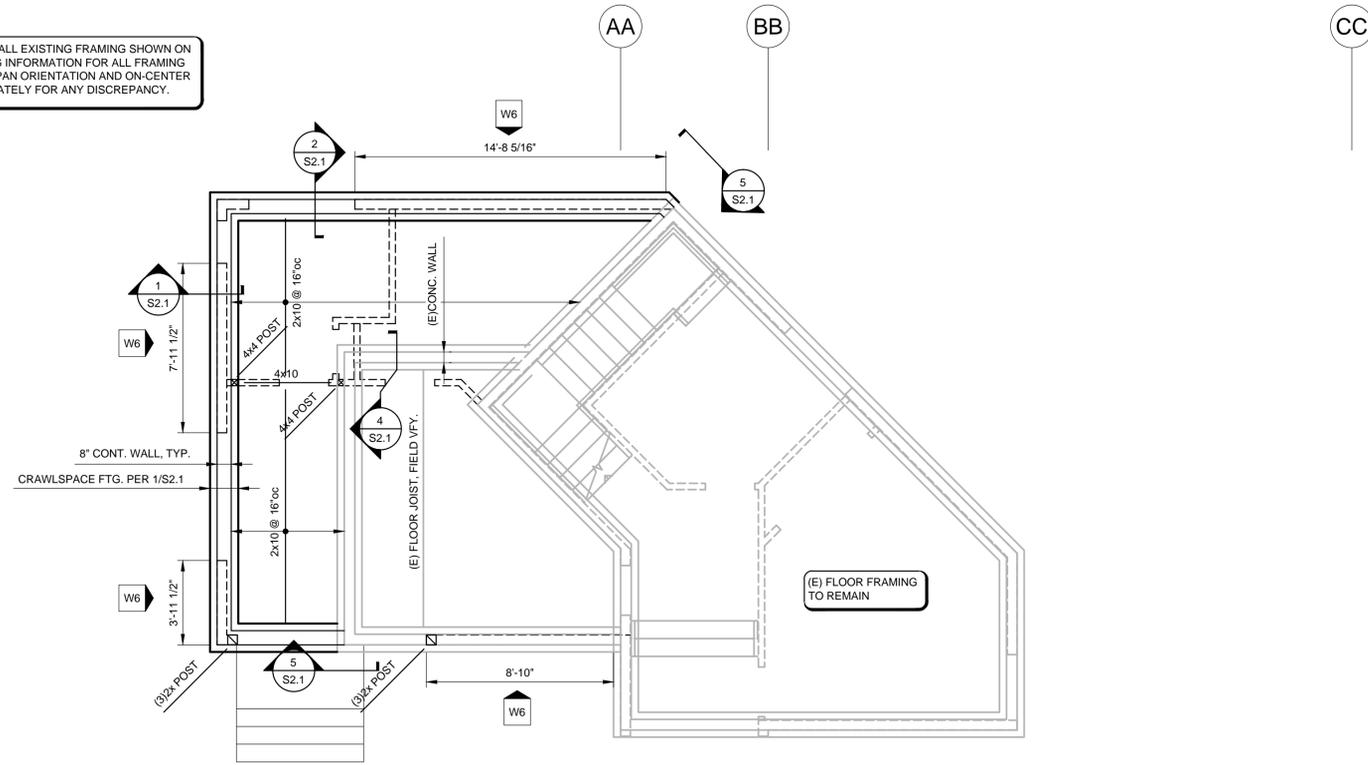 AA
BB
CC
ALL EXISTING FRAMING SHOWN ON
INFORMATION FOR ALL FRAMING
PAN ORIENTATION AND ON-CENTER
ATELY FOR ANY DISCREPANCY.
W6
14'-8 5/16"
2
S2.1
5
S2.1
1
S2.1
2x10 @ 16"oc
(E)CONC. WALL
W6
7'-11 1/2"
4x4 POST
4x10
4x4 POST
4
S2.1
8" CONT. WALL, TYP.
CRAWLSPACE FTG. PER 1/S2.1
2x10 @ 16"oc
(E) FLOOR JOIST, FIELD VFY.
W6
3'-11 1/2"
(E) FLOOR FRAMING
TO REMAIN
5
S2.1
(3)2x POST
(3)2x POST
8'-10"
W6